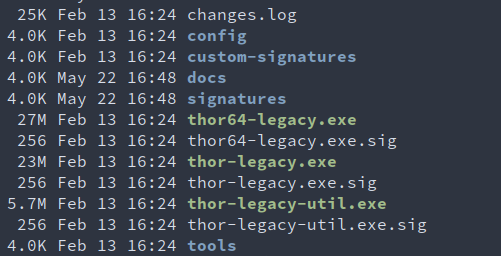 25K Feb 13 16:24 changes.log
4.0K Feb 13 16:24 config
4.0K Feb 13 16:24 custom-signatures
4.0K May 22 16:48 docs
4.0K May 22 16:48 signatures
27M Feb 13 16:24 thor64-legacy.exe
256 Feb 13 16:24 thor64-legacy.exe.sig
23M Feb 13 16:24 thor-legacy.exe
256 Feb 13 16:24 thor-legacy.exe.sig
5.7M Feb 13 16:24 thor-legacy-util.exe
256 Feb 13 16:24 thor-legacy-util.exe.sig
4.0K Feb 13 16:24 tools